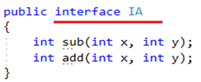 public interface IA
{
int sub(int x, int y);
int add(int x, int y);
}